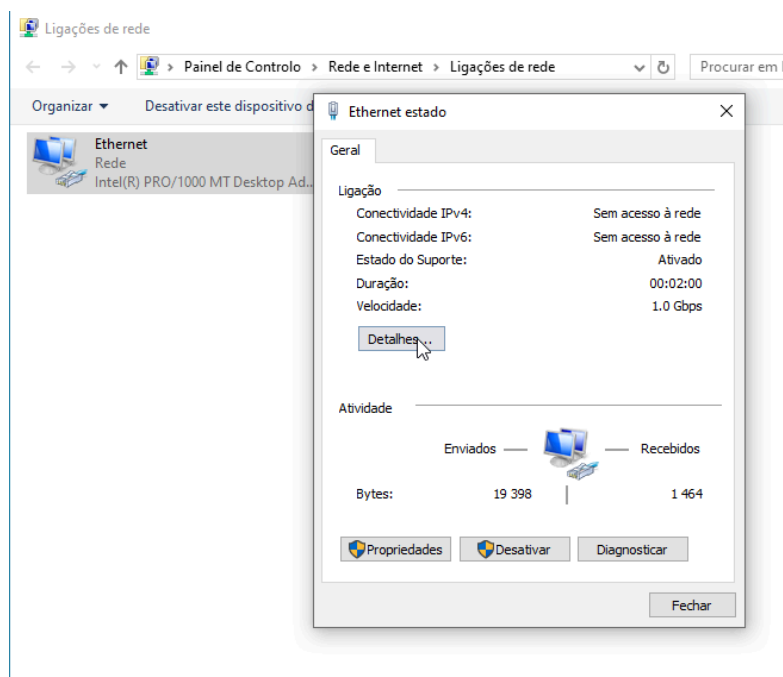 Ligações de rede
Painel de Controlo > Rede e Internet > Ligações de rede
Procurar em
Organizar
Desativar este dispositivo d
Ethernet
Rede
Intel(R) PRO/1000 MT Desktop Ad...
Ethernet estado
Geral
Ligação
Conectividade IPv4: Sem acesso à rede
Conectividade IPv6: Sem acesso à rede
Estado do Suporte: Ativado
Duração: 00:02:00
Velocidade: 1.0 Gbps
Detalhes...
Atividade
Enviados — — Recebidos
Bytes: 19 398 | 1 464
Propriedades
Desativar
Diagnosticar
Fechar